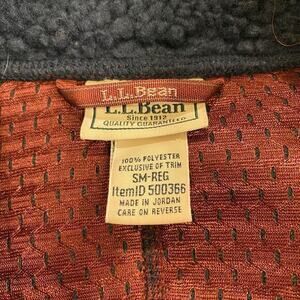 L.L.Bean
L.L.Bean
Since 1912
QUALITY GUARANTEED
100% POLYESTER
EXCLUSIVE OF TRIM
SM-REG
ItemID 500366
MADE IN JORDAN
CARE ON REVERSE